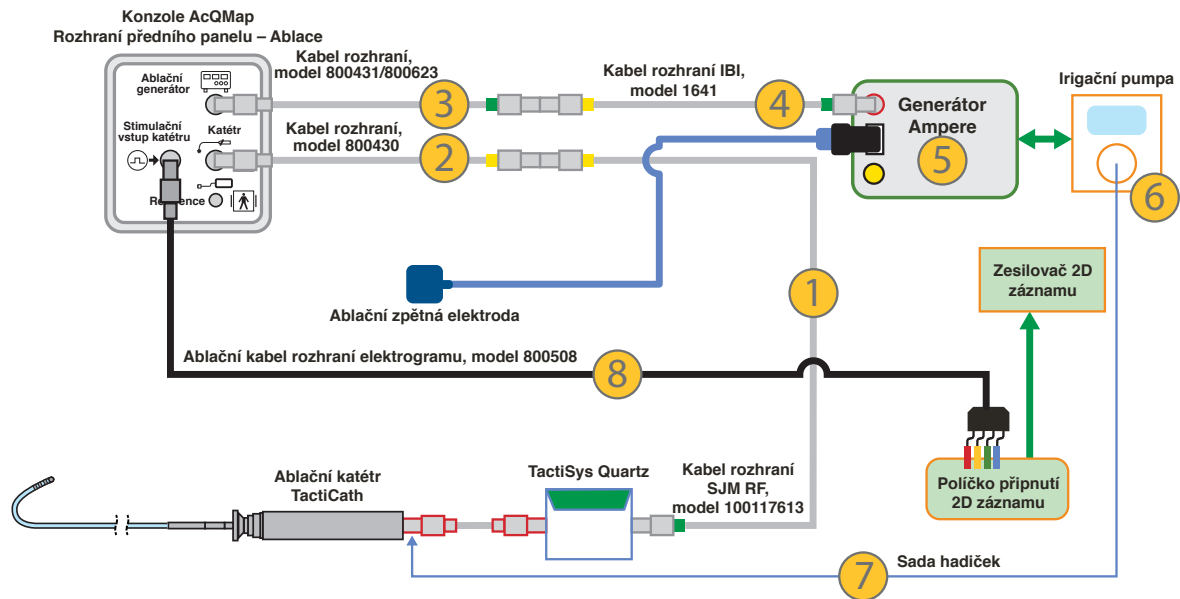 Konzole AcQMap
Rozhraní předního panelu – Ablace
Ablační
generátor
Stimulační
vstup katétru
Katétr
Kabel rozhraní,
model 800431/800623
3
Kabel rozhraní,
model 800430
2
Kabel rozhraní IBI,
model 1641
4
Generátor
Ampere
5
Irigační pumpa
6
Ablační zpětná elektroda
1
Zesilovač 2D
záznamu
Ablační kabel rozhraní elektrogramu, model 800508
8
Políčko připnutí
2D záznamu
Ablační katétr
TactiCath
TactiSys Quartz
Kabel rozhraní
SJM RF,
model 100117613
7
Sada hadiček